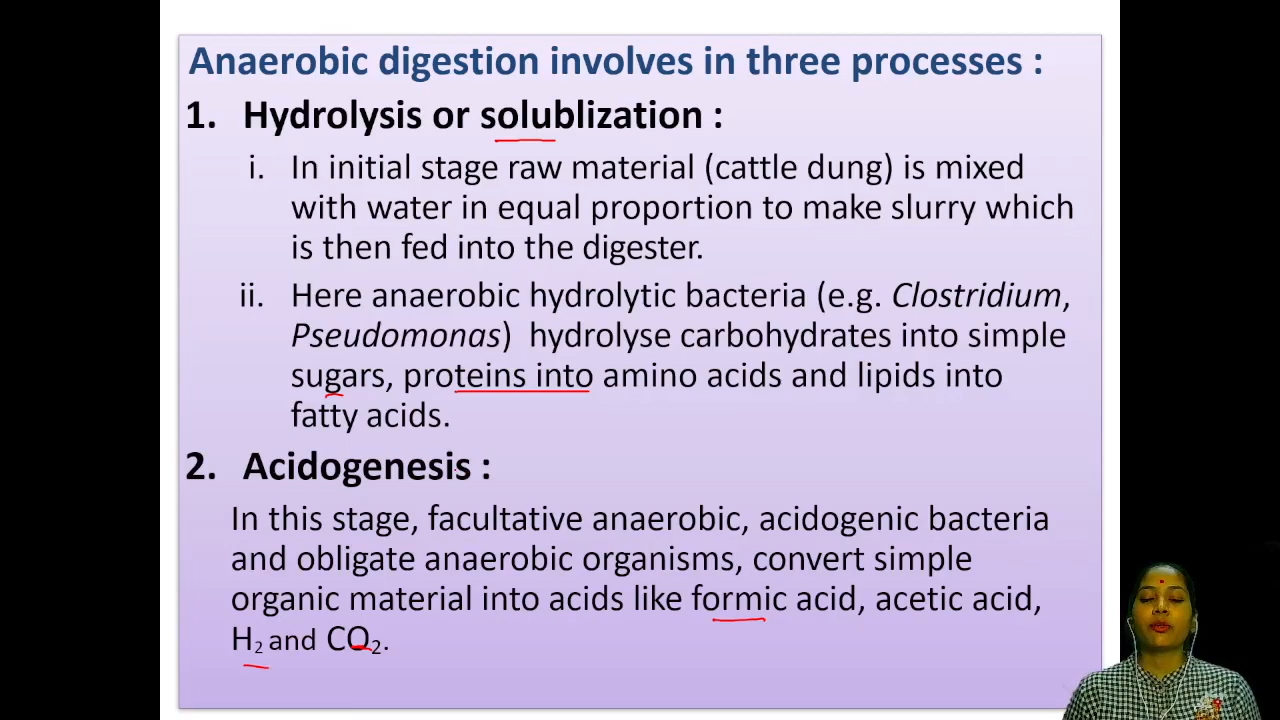 Anaerobic digestion involves in three processes :
1. Hydrolysis or solublization :
i. In initial stage raw material (cattle dung) is mixed
with water in equal proportion to make slurry which
is then fed into the digester.
ii. Here anaerobic hydrolytic bacteria (e.g. Clostridium,
Pseudomonas) hydrolyse carbohydrates into simple
sugars, proteins into amino acids and lipids into
fatty acids.
2. Acidogenesis :
In this stage, facultative anaerobic, acidogenic bacteria
and obligate anaerobic organisms, convert simple
organic material into acids like formic acid, acetic acid,
H₂ and CO₂.